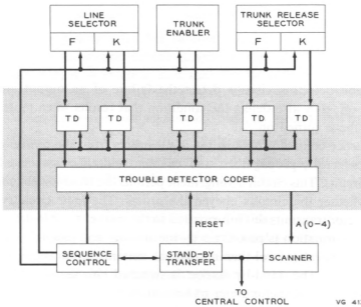 LINE
SELECTOR
F K
TRUNK
ENABLER
TRUNK RELEASE
SELECTOR
F K
TD TD TD TD TD
TROUBLE DETECTOR CODER
RESET A (0-4)
SEQUENCE
CONTROL
STAND-BY
TRANSFER
SCANNER
TO
CENTRAL CONTROL